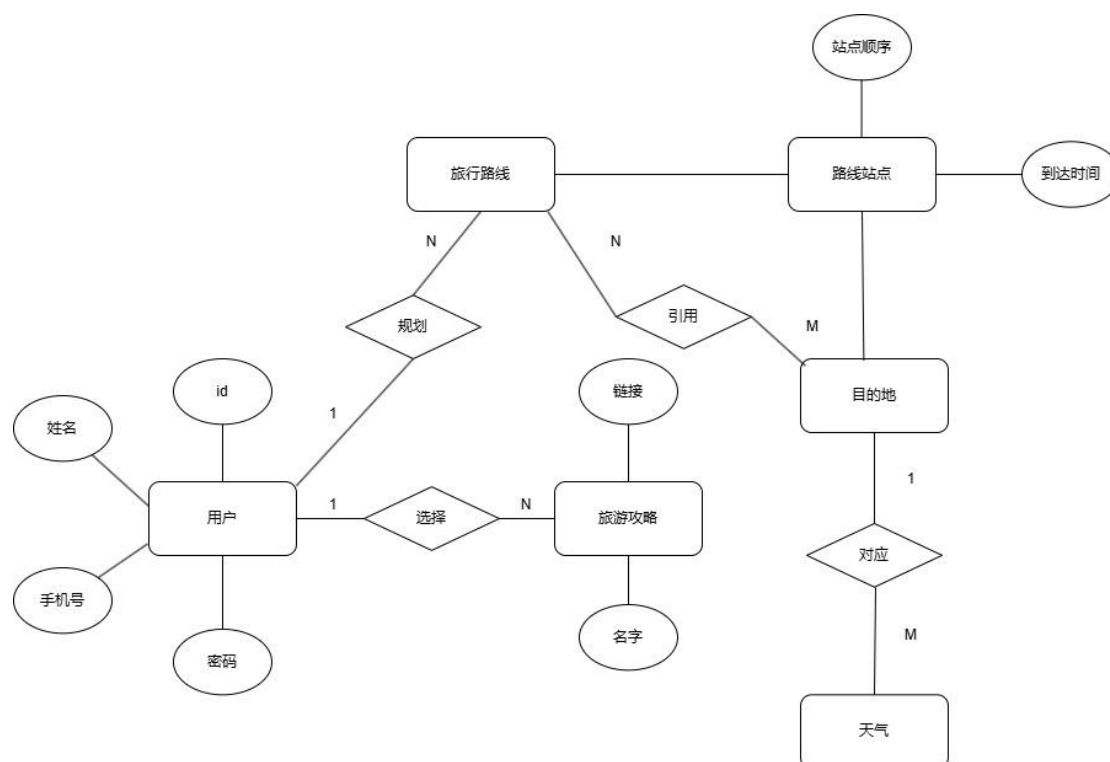 站点顺序
旅行路线
路线站点
到达时间
N
N
规划
引用
M
id
链接
目的地
姓名
1
1
用户
1
选择
N
旅游攻略
对应
手机号
名字
M
密码
天气